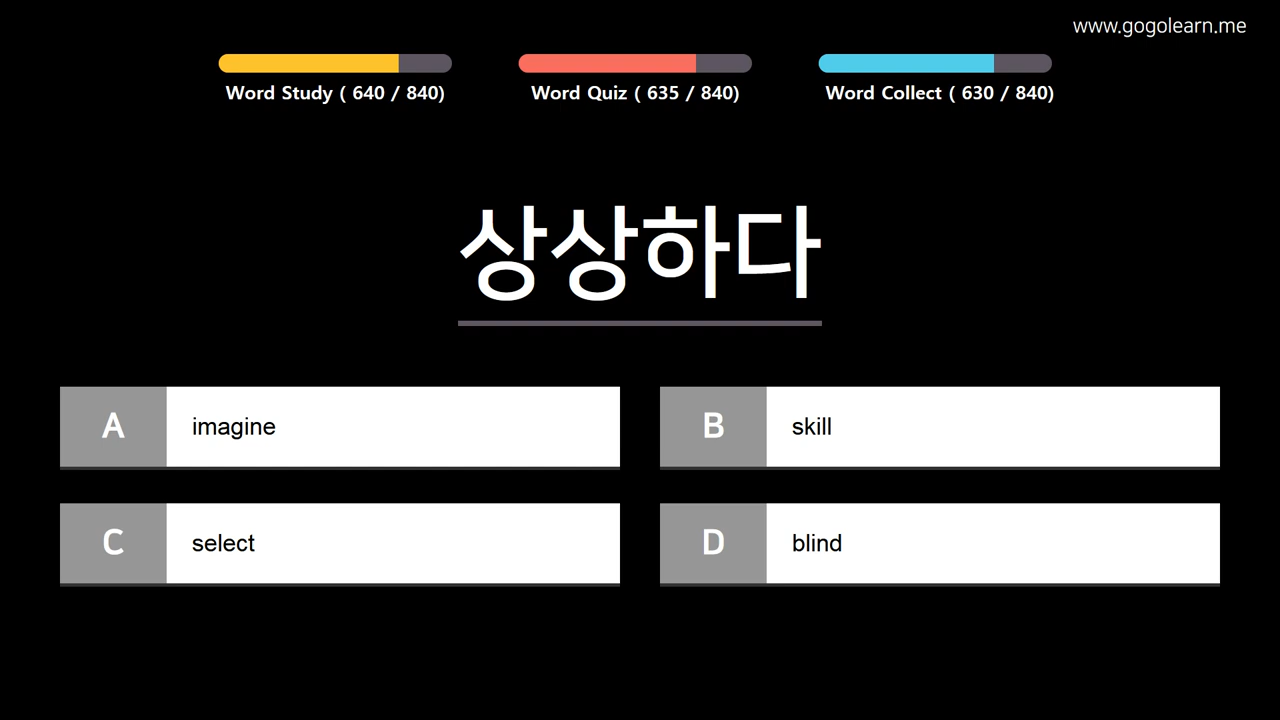 www.gogolearn.me
Word Study ( 640 / 840)
Word Quiz ( 635 / 840)
Word Collect ( 630 / 840)
상상하다
A imagine
B skill
C select
D blind